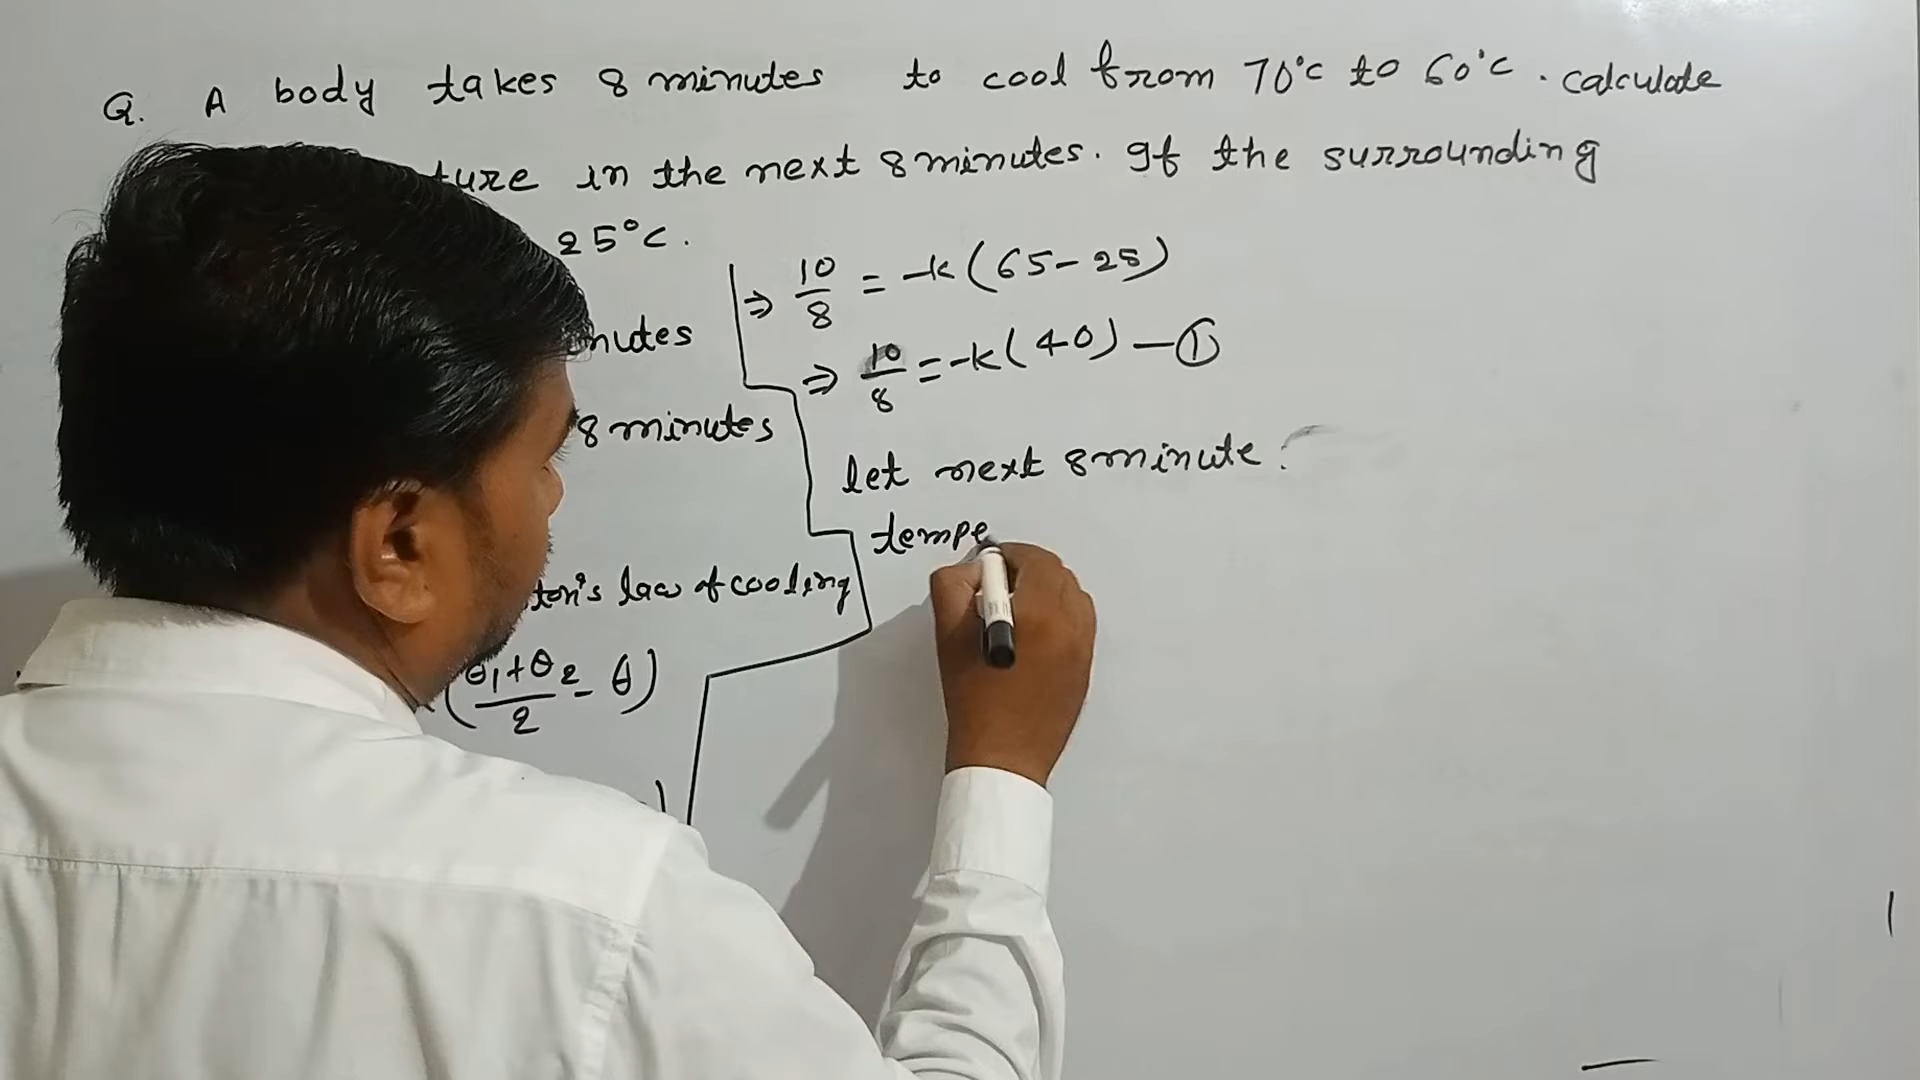 Q. A body takes 8 minutes to cool from 70°C to 60°C. calculate
ture in the next 8 minutes. If the surrounding
25°C.
nutes
8 minutes
ton's law of cooling
(θ1+θ2/2 - θ)
)
⇒ 10/8 = -k(65-25)
⇒ 10/8 = -k(40) - ①
let next 8 minute.
tempe